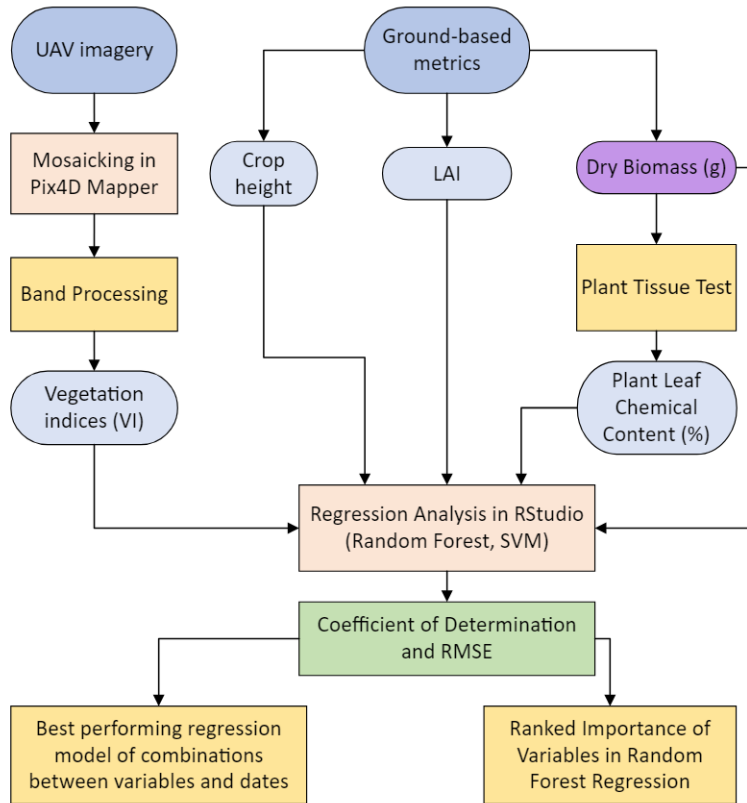 UAV imagery
Ground-based
metrics
Mosaicking in
Pix4D Mapper
Crop
height
LAI
Dry Biomass (g)
Band Processing
Plant Tissue Test
Vegetation
indices (VI)
Plant Leaf
Chemical
Content (%)
Regression Analysis in RStudio
(Random Forest, SVM)
Coefficient of Determination
and RMSE
Best performing regression
model of combinations
between variables and dates
Ranked Importance of
Variables in Random
Forest Regression